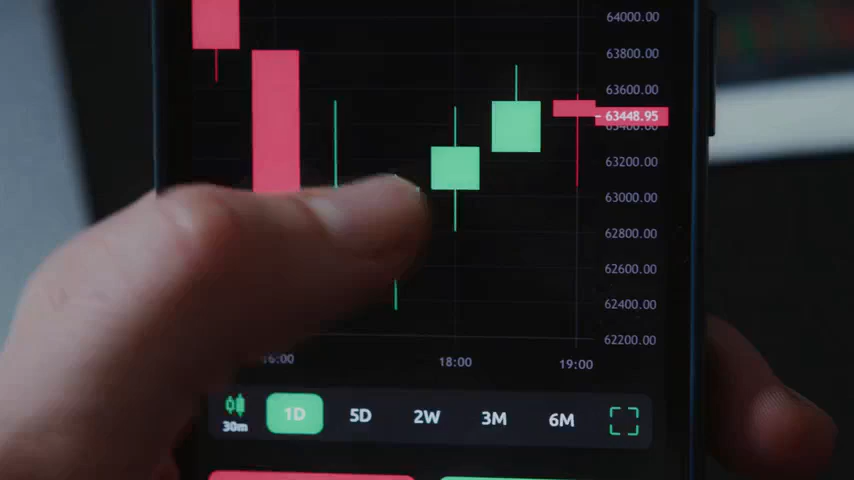 64000.00
63800.00
63600.00
63448.95
63400.00
63200.00
63000.00
62800.00
62600.00
62400.00
62200.00
18:00
19:00
30m
1D
5D
2W
3M
6M